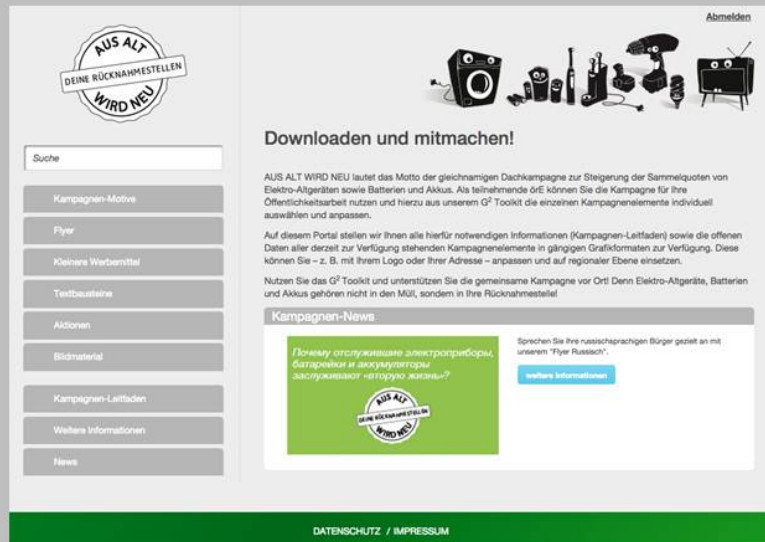 Abmelden
AUS ALT
DEINE RÜCKNAHMESTELLEN
WIRD NEU
Suche
Kampagnen-Motive
Flyer
Kleinere Werbemittel
Textbausteine
Aktionen
Bildmaterial
Kampagnen-Leitfaden
Weitere Informationen
News
Downloaden und mitmachen!
AUS ALT WIRD NEU lautet das Motto der gleichnamigen Dachkampagne zur Steigerung der Sammelquoten von
Elektro-Altgeräten sowie Batterien und Akkus. Als teilnehmende örE können Sie die Kampagne für Ihre
Öffentlichkeitsarbeit nutzen und hierzu aus unserem G² Toolkit die einzelnen Kampagnenelemente individuell
auswählen und anpassen.
Auf diesem Portal stellen wir Ihnen alle hierfür notwendigen Informationen (Kampagnen-Leitfaden) sowie die offenen
Daten aller derzeit zur Verfügung stehenden Kampagnenelemente in gängigen Grafikformaten zur Verfügung. Diese
können Sie – z. B. mit Ihrem Logo oder Ihrer Adresse – anpassen und auf regionaler Ebene einsetzen.
Nutzen Sie das G² Toolkit und unterstützen Sie die gemeinsame Kampagne vor Ort! Denn Elektro-Altgeräte, Batterien
und Akkus gehören nicht in den Müll, sondern in Ihre Rücknahmestelle!
Kampagnen-News
Почему отслужившие электроприборы,
батарейки и аккумуляторы
заслуживают «вторую жизнь»?
AUS ALT
DEINE RÜCKNAHMESTELLEN
WIRD NEU
Sprechen Sie Ihre russischsprachigen Bürger gezielt an mit
unserem "Flyer Russisch".
weitere Informationen
DATENSCHUTZ / IMPRESSUM